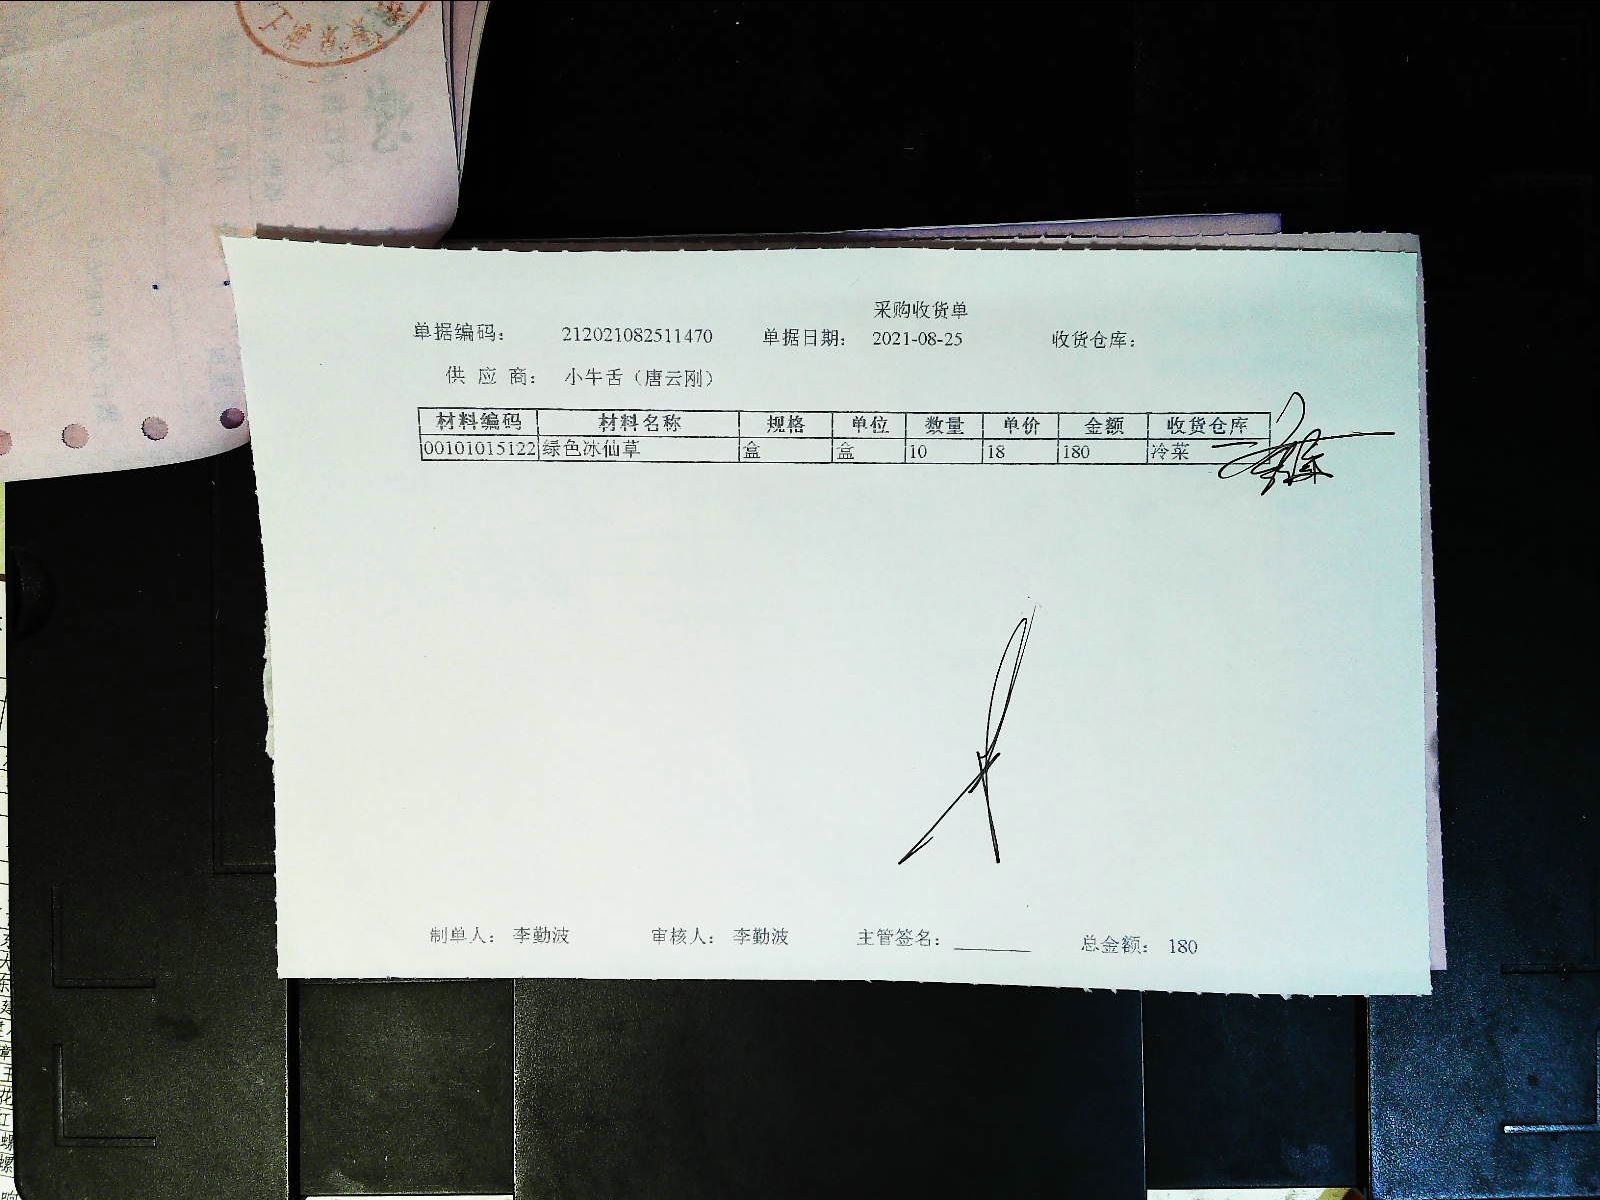 采购收货单
单据编码： 212021082511470 单据日期： 2021-08-25 收货仓库：
供 应 商： 小牛舌（唐云刚）
材料编码 材料名称 规格 单位 数量 单价 金额 收货仓库
00101015122 绿色冰仙草 盒 盒 10 18 180 冷菜
制单人： 李勤波 审核人： 李勤波 主管签名： ________ 总金额： 180